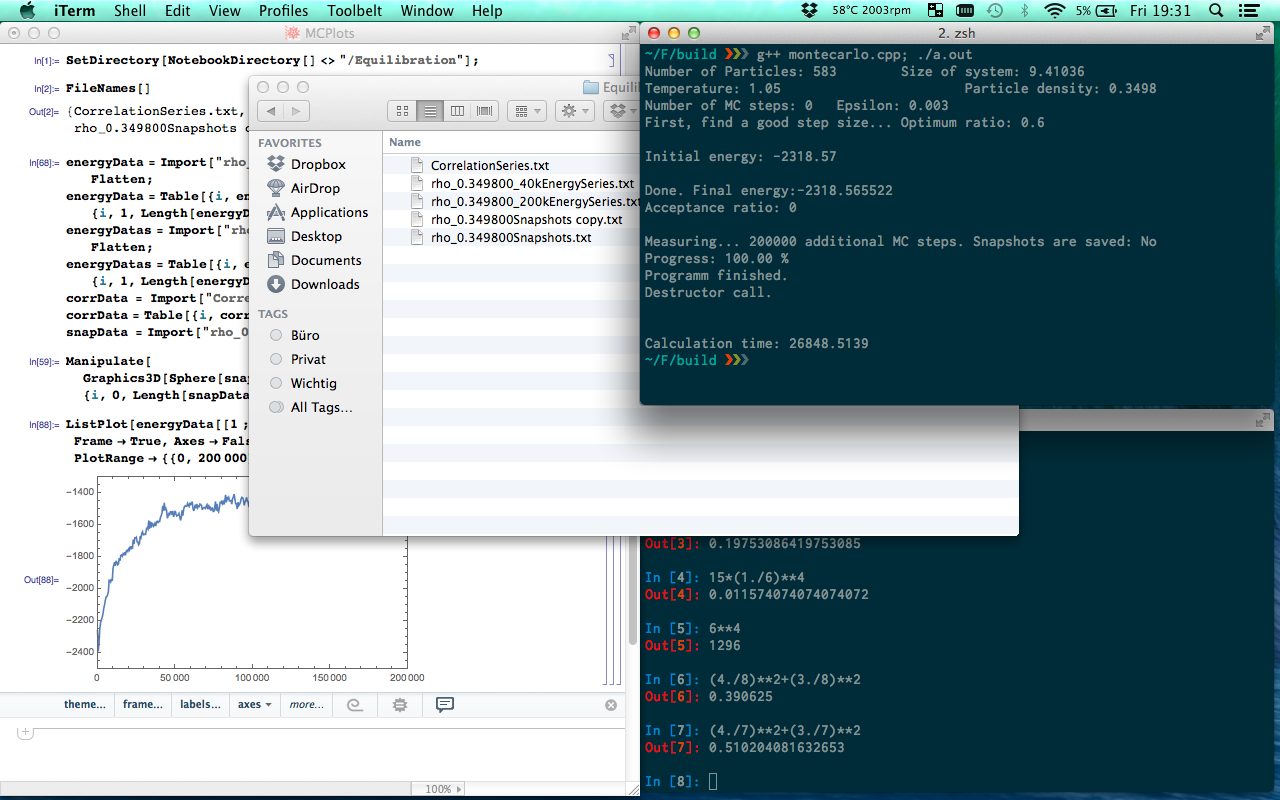 iTerm Shell Edit View Profiles Toolbelt Window Help 58°C 2003rpm 5% Fri 19:31
MCPlots
In[1]:= SetDirectory[NotebookDirectory[] <> "/Equilibration"];
In[2]:= FileNames[]
Out[2]= {CorrelationSeries.txt,
rho_0.349800Snapshots c
In[68]:= energyData = Import["rho_
Flatten;
energyData = Table[{i, en
{i, 1, Length[energyD
energyDatas = Import["rh
Flatten;
energyDatas = Table[{i, e
{i, 1, Length[energyD
corrData = Import["Corre
corrData = Table[{i, corr
snapData = Import["rho_0
In[59]:= Manipulate[
Graphics3D[Sphere[snap
{i, 0, Length[snapData
In[88]:= ListPlot[energyData[[1 ;
Frame → True, Axes → Fals
PlotRange → {{0, 200 000
Out[88]=
-1400
-1600
-1800
-2000
-2200
-2400
0 50 000 100 000 150 000 200 000
theme... frame... labels... axes more...
100%
Equili
FAVORITES
Dropbox
AirDrop
Applications
Desktop
Documents
Downloads
TAGS
Büro
Privat
Wichtig
All Tags...
Name
CorrelationSeries.txt
rho_0.349800_40kEnergySeries.txt
rho_0.349800_200kEnergySeries.txt
rho_0.349800Snapshots copy.txt
rho_0.349800Snapshots.txt
2. zsh
~/F/build ❯❯❯ g++ montecarlo.cpp; ./a.out
Number of Particles: 583 Size of system: 9.41036
Temperature: 1.05 Particle density: 0.3498
Number of MC steps: 0 Epsilon: 0.003
First, find a good step size... Optimum ratio: 0.6
Initial energy: -2318.57
Done. Final energy:-2318.565522
Acceptance ratio: 0
Measuring... 200000 additional MC steps. Snapshots are saved: No
Progress: 100.00 %
Programm finished.
Destructor call.
Calculation time: 26848.5139
~/F/build ❯❯❯
Out[3]: 0.19753086419753085
In [4]: 15*(1./6)**4
Out[4]: 0.011574074074074072
In [5]: 6**4
Out[5]: 1296
In [6]: (4./8)**2+(3./8)**2
Out[6]: 0.390625
In [7]: (4./7)**2+(3./7)**2
Out[7]: 0.510204081632653
In [8]: